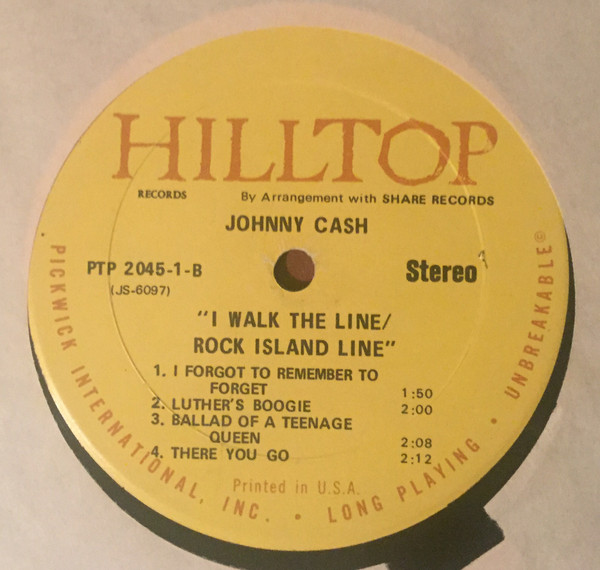 HILLTOP
RECORDS By Arrangement with SHARE RECORDS
JOHNNY CASH
PTP 2045-1-B Stereo
(JS-6097)
"I WALK THE LINE/
ROCK ISLAND LINE"
1. I FORGOT TO REMEMBER TO
FORGET 1:50
2. LUTHER'S BOOGIE 2:00
3. BALLAD OF A TEENAGE
QUEEN 2:08
4. THERE YOU GO 2:12
Printed in U.S.A.
• PICKWICK INTERNATIONAL, INC. • LONG PLAYING • UNBREAKABLE